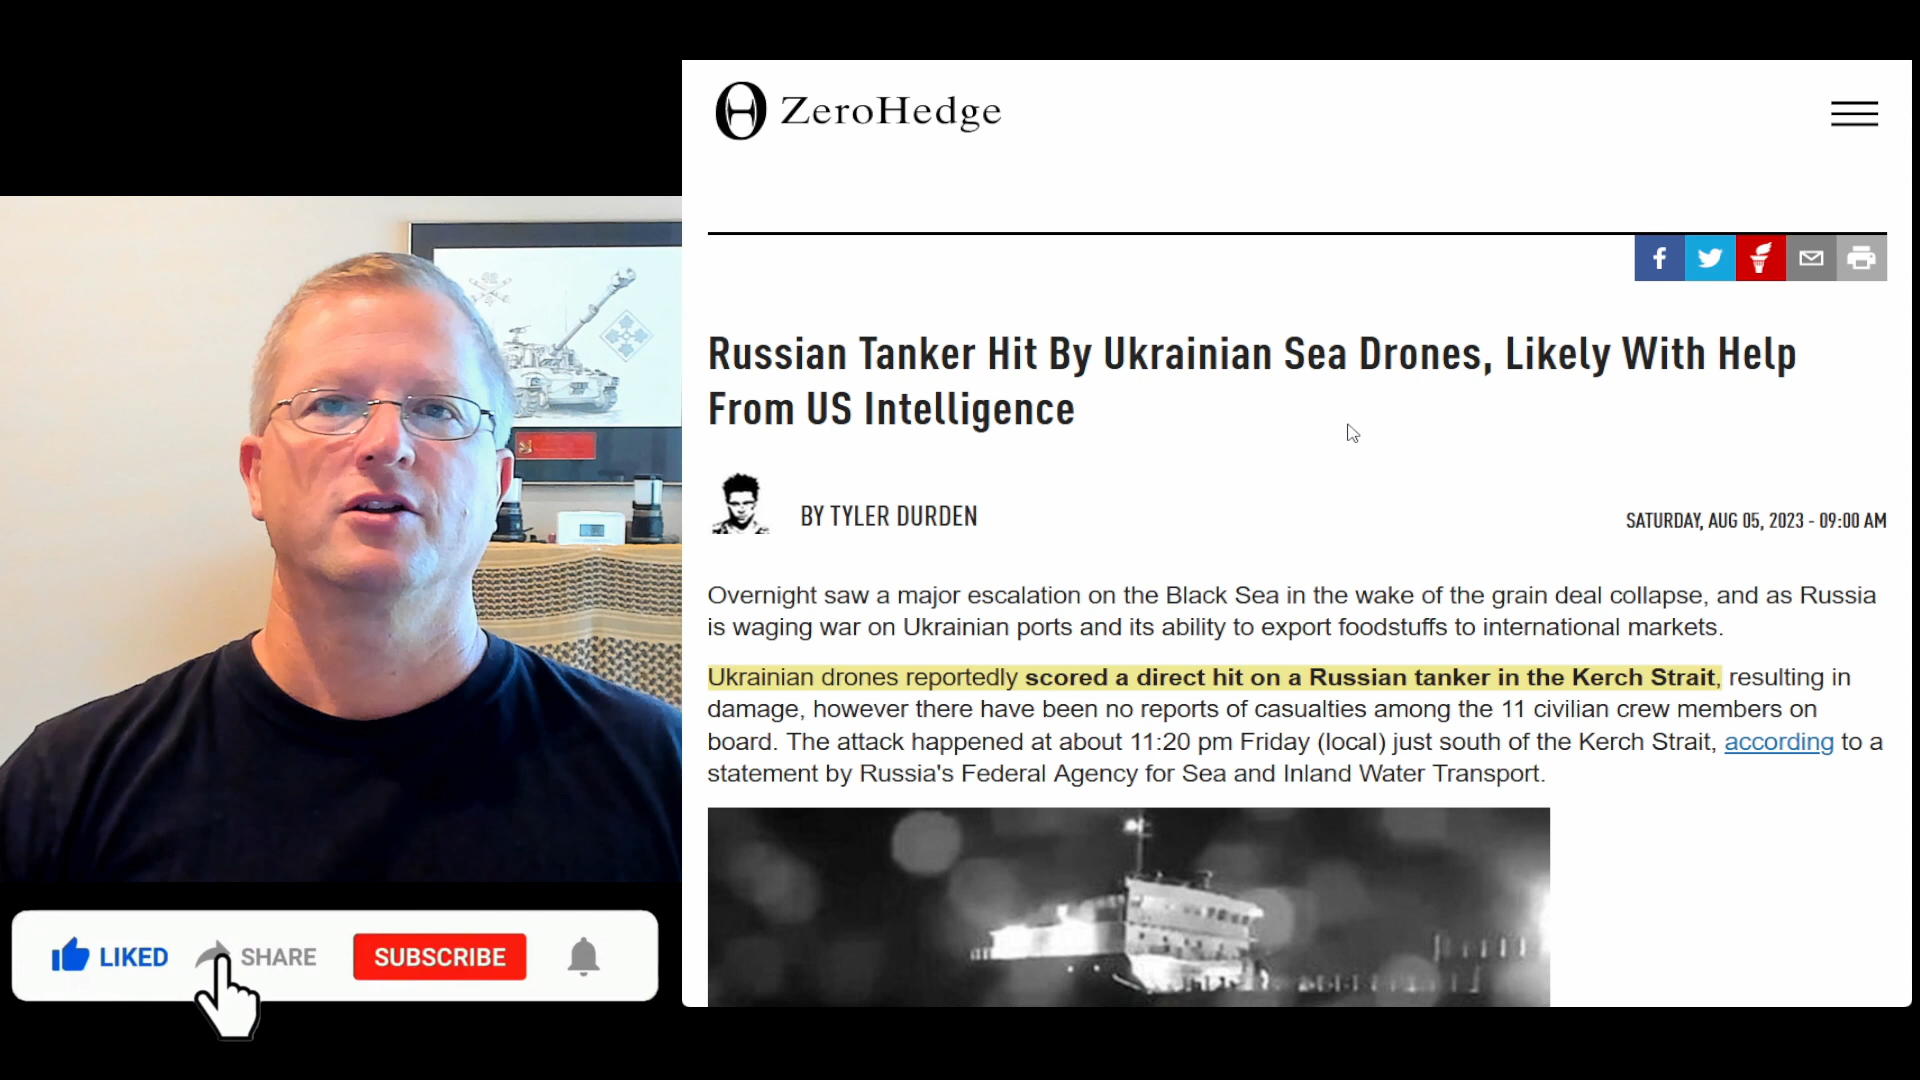 ZeroHedge
Russian Tanker Hit By Ukrainian Sea Drones, Likely With Help
From US Intelligence
BY TYLER DURDEN
SATURDAY, AUG 05, 2023 - 09:00 AM
Overnight saw a major escalation on the Black Sea in the wake of the grain deal collapse, and as Russia
is waging war on Ukrainian ports and its ability to export foodstuffs to international markets.
Ukrainian drones reportedly scored a direct hit on a Russian tanker in the Kerch Strait, resulting in
damage, however there have been no reports of casualties among the 11 civilian crew members on
board. The attack happened at about 11:20 pm Friday (local) just south of the Kerch Strait, according to a
statement by Russia's Federal Agency for Sea and Inland Water Transport.
LIKED SHARE SUBSCRIBE